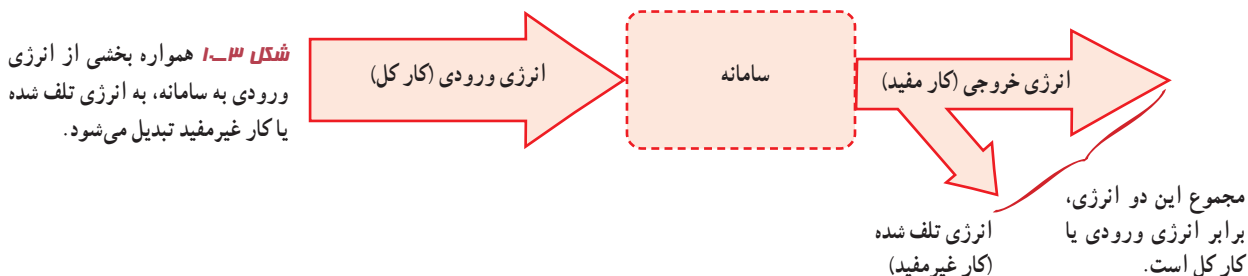 شکل ۳ــ۱۰ همواره بخشی از انرژی
ورودی به سامانه، به انرژی تلف شده
یا کار غیرمفید تبدیل می‌شود.
انرژی ورودی (کار کل)
سامانه
انرژی خروجی (کار مفید)
انرژی تلف شده
(کار غیرمفید)
مجموع این دو انرژی،
برابر انرژی ورودی یا
کار کل است.